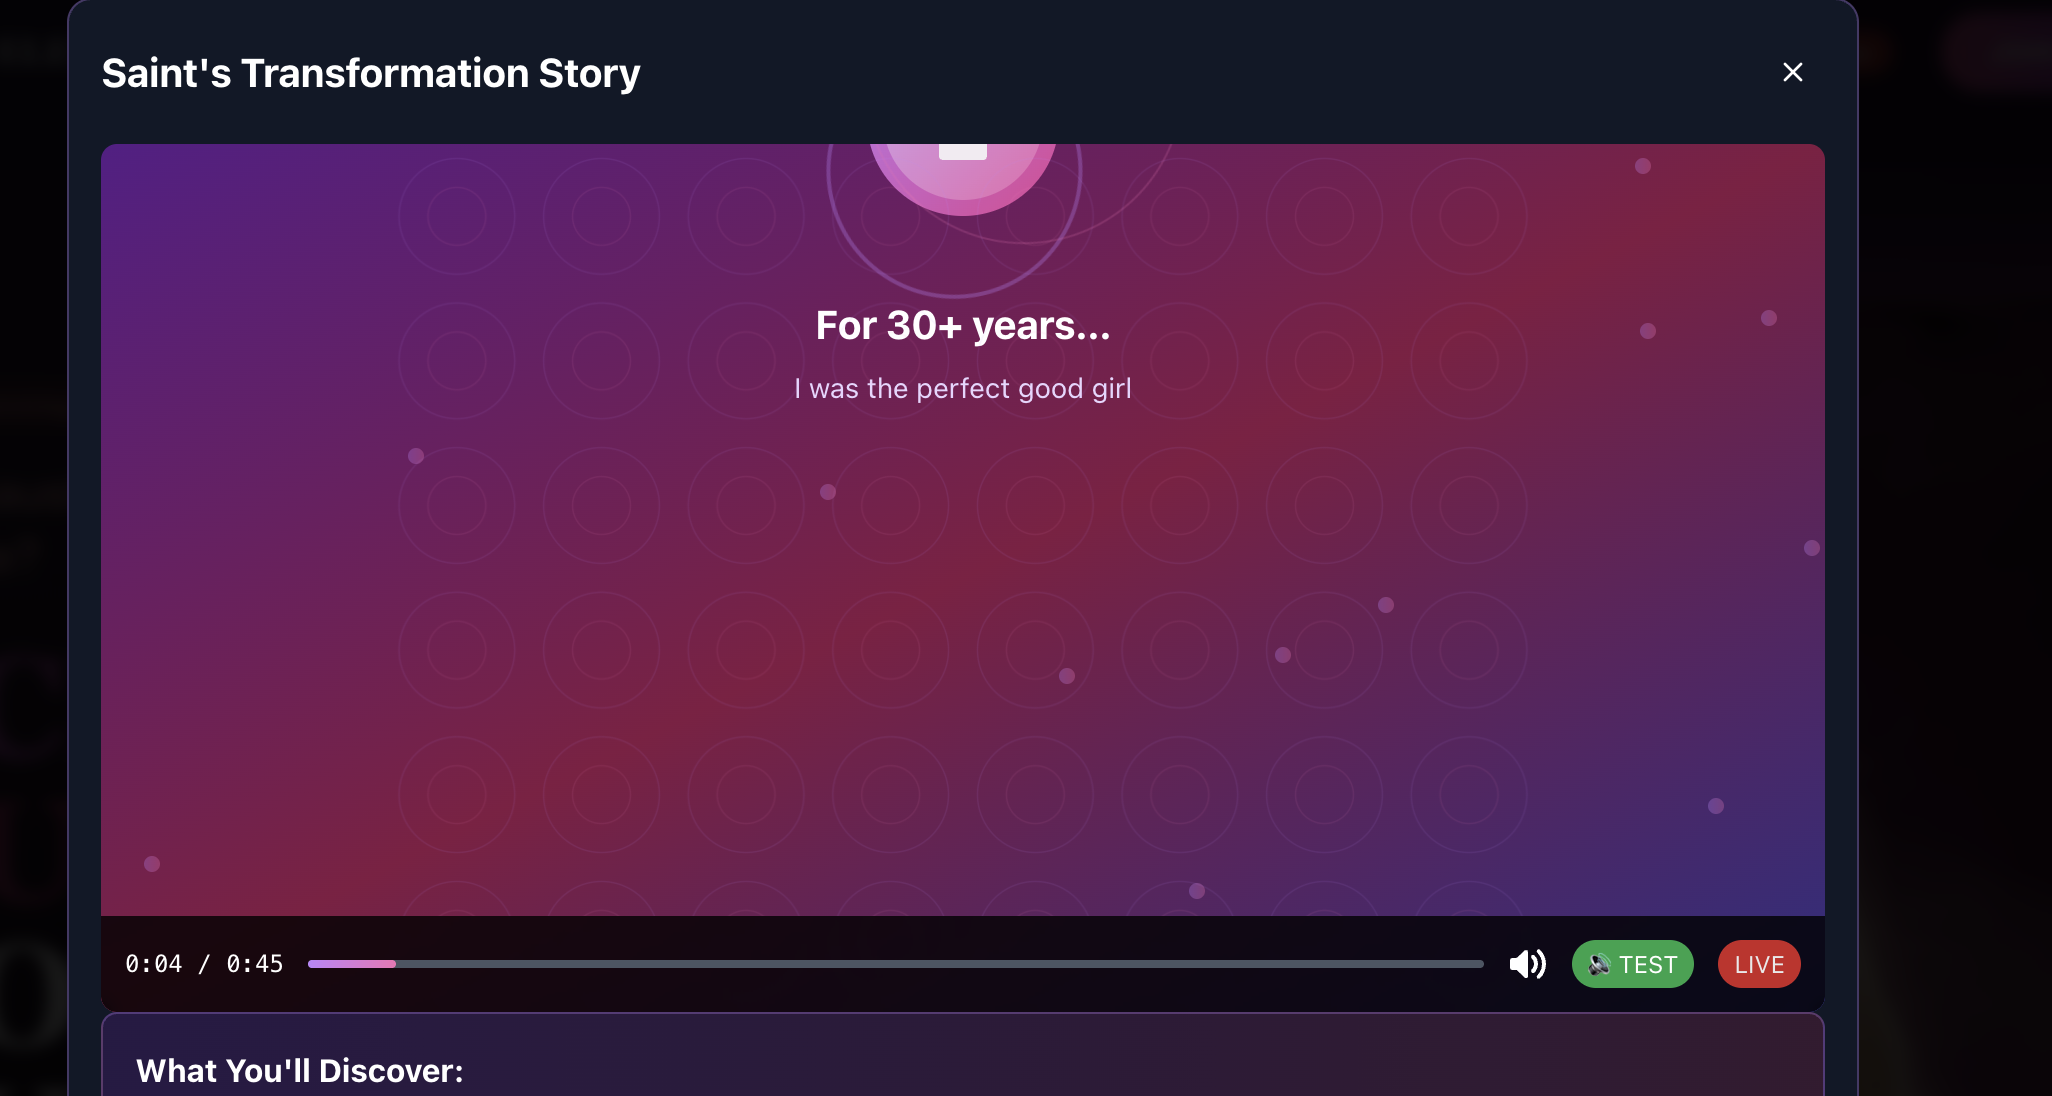 Saint's Transformation Story
For 30+ years...
I was the perfect good girl
0:04 / 0:45
TEST
LIVE
What You'll Discover: